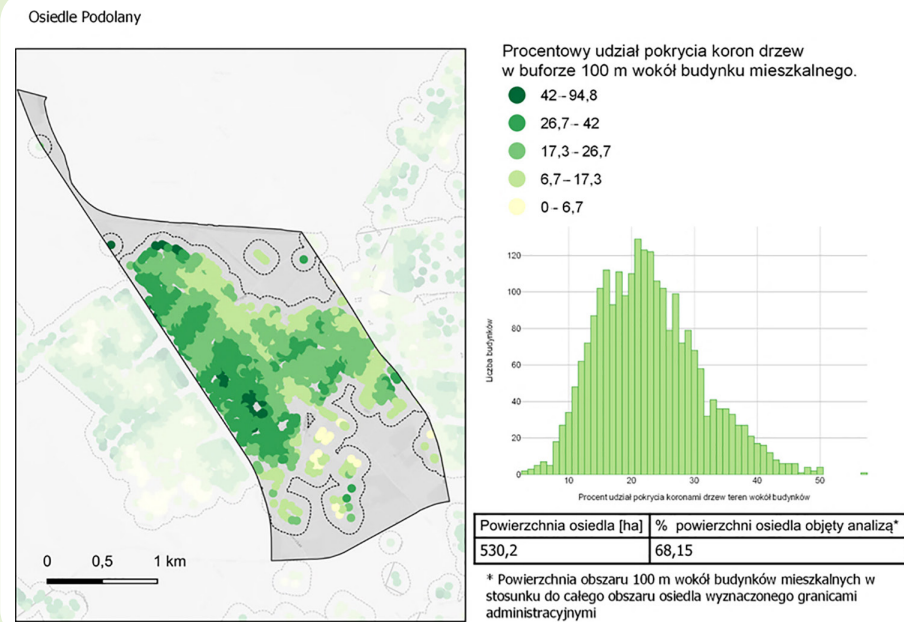 Osiedle Podolany
Procentowy udział pokrycia koron drzew
w buforze 100 m wokół budynku mieszkalnego.
42 - 94,8
26,7 - 42
17,3 - 26,7
6,7 - 17,3
0 - 6,7
Liczba budynków
120
100
80
60
40
20
0
10 20 30 40 50
Procent udział pokrycia koronami drzew teren wokół budynków
0 0,5 1 km
Powierzchnia osiedla [ha] % powierzchni osiedla objęty analizą*
530,2 68,15
* Powierzchnia obszaru 100 m wokół budynków mieszkalnych w
stosunku do całego obszaru osiedla wyznaczonego granicami
administracyjnymi